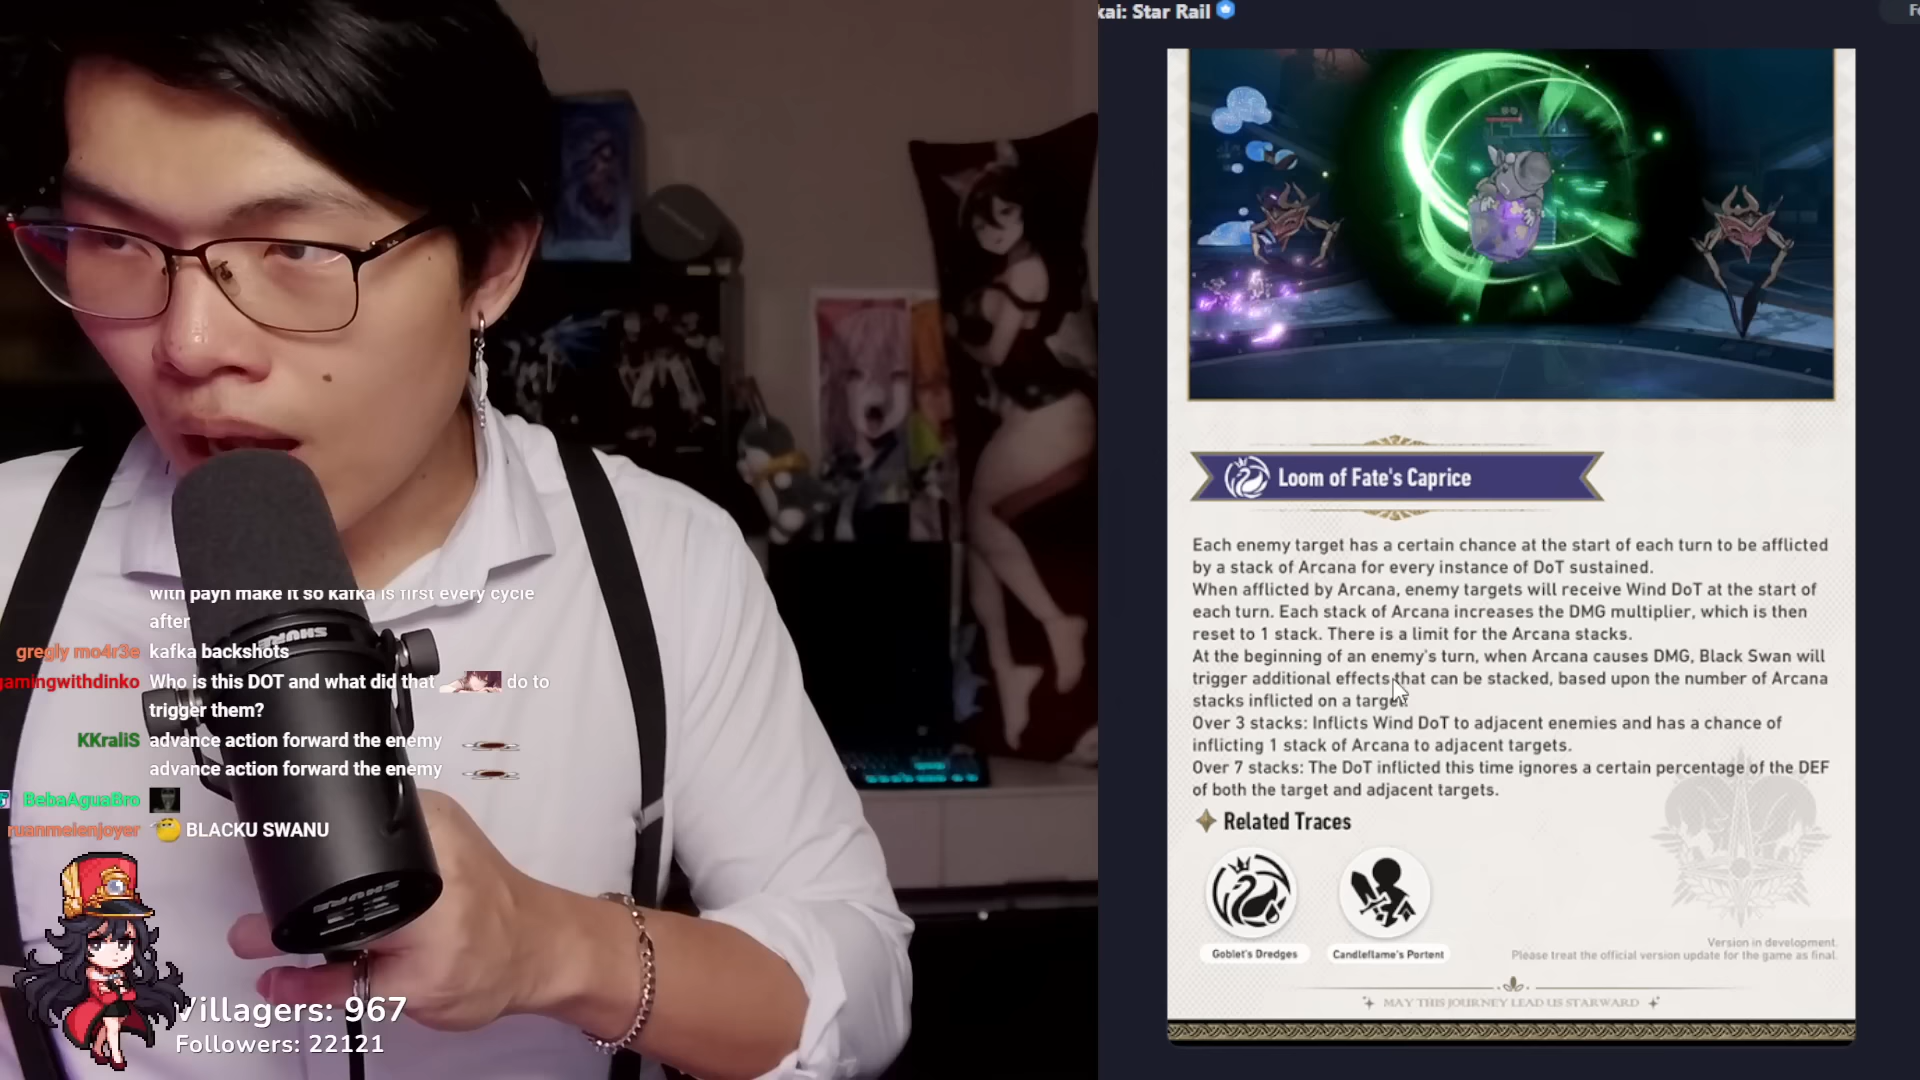 kai: Star Rail
Loom of Fate's Caprice
Each enemy target has a certain chance at the start of each turn to be afflicted
by a stack of Arcana for every instance of DoT sustained.
When afflicted by Arcana, enemy targets will receive Wind DoT at the start of
each turn. Each stack of Arcana increases the DMG multiplier, which is then
reset to 1 stack. There is a limit for the Arcana stacks.
At the beginning of an enemy's turn, when Arcana causes DMG, Black Swan will
trigger additional effects that can be stacked, based upon the number of Arcana
stacks inflicted on a target
Over 3 stacks: Inflicts Wind DoT to adjacent enemies and has a chance of
inflicting 1 stack of Arcana to adjacent targets.
Over 7 stacks: The DoT inflicted this time ignores a certain percentage of the DEF
of both the target and adjacent targets.
Related Traces
Goblet's Dredges
Candleflame's Portent
Version in development.
Please treat the official version update for the game as final.
MAY THIS JOURNEY LEAD US STARWARD
with payn make it so kafka is first every cycle
after
gregly mo4r3e kafka backshots
gamingwithdinko Who is this DOT and what did that do to
trigger them?
KKraliS advance action forward the enemy
advance action forward the enemy
BebaAguaBro
ruanmeienjoyer BLACKU SWANU
SHURE
SHURE
Villagers: 967
Followers: 22121